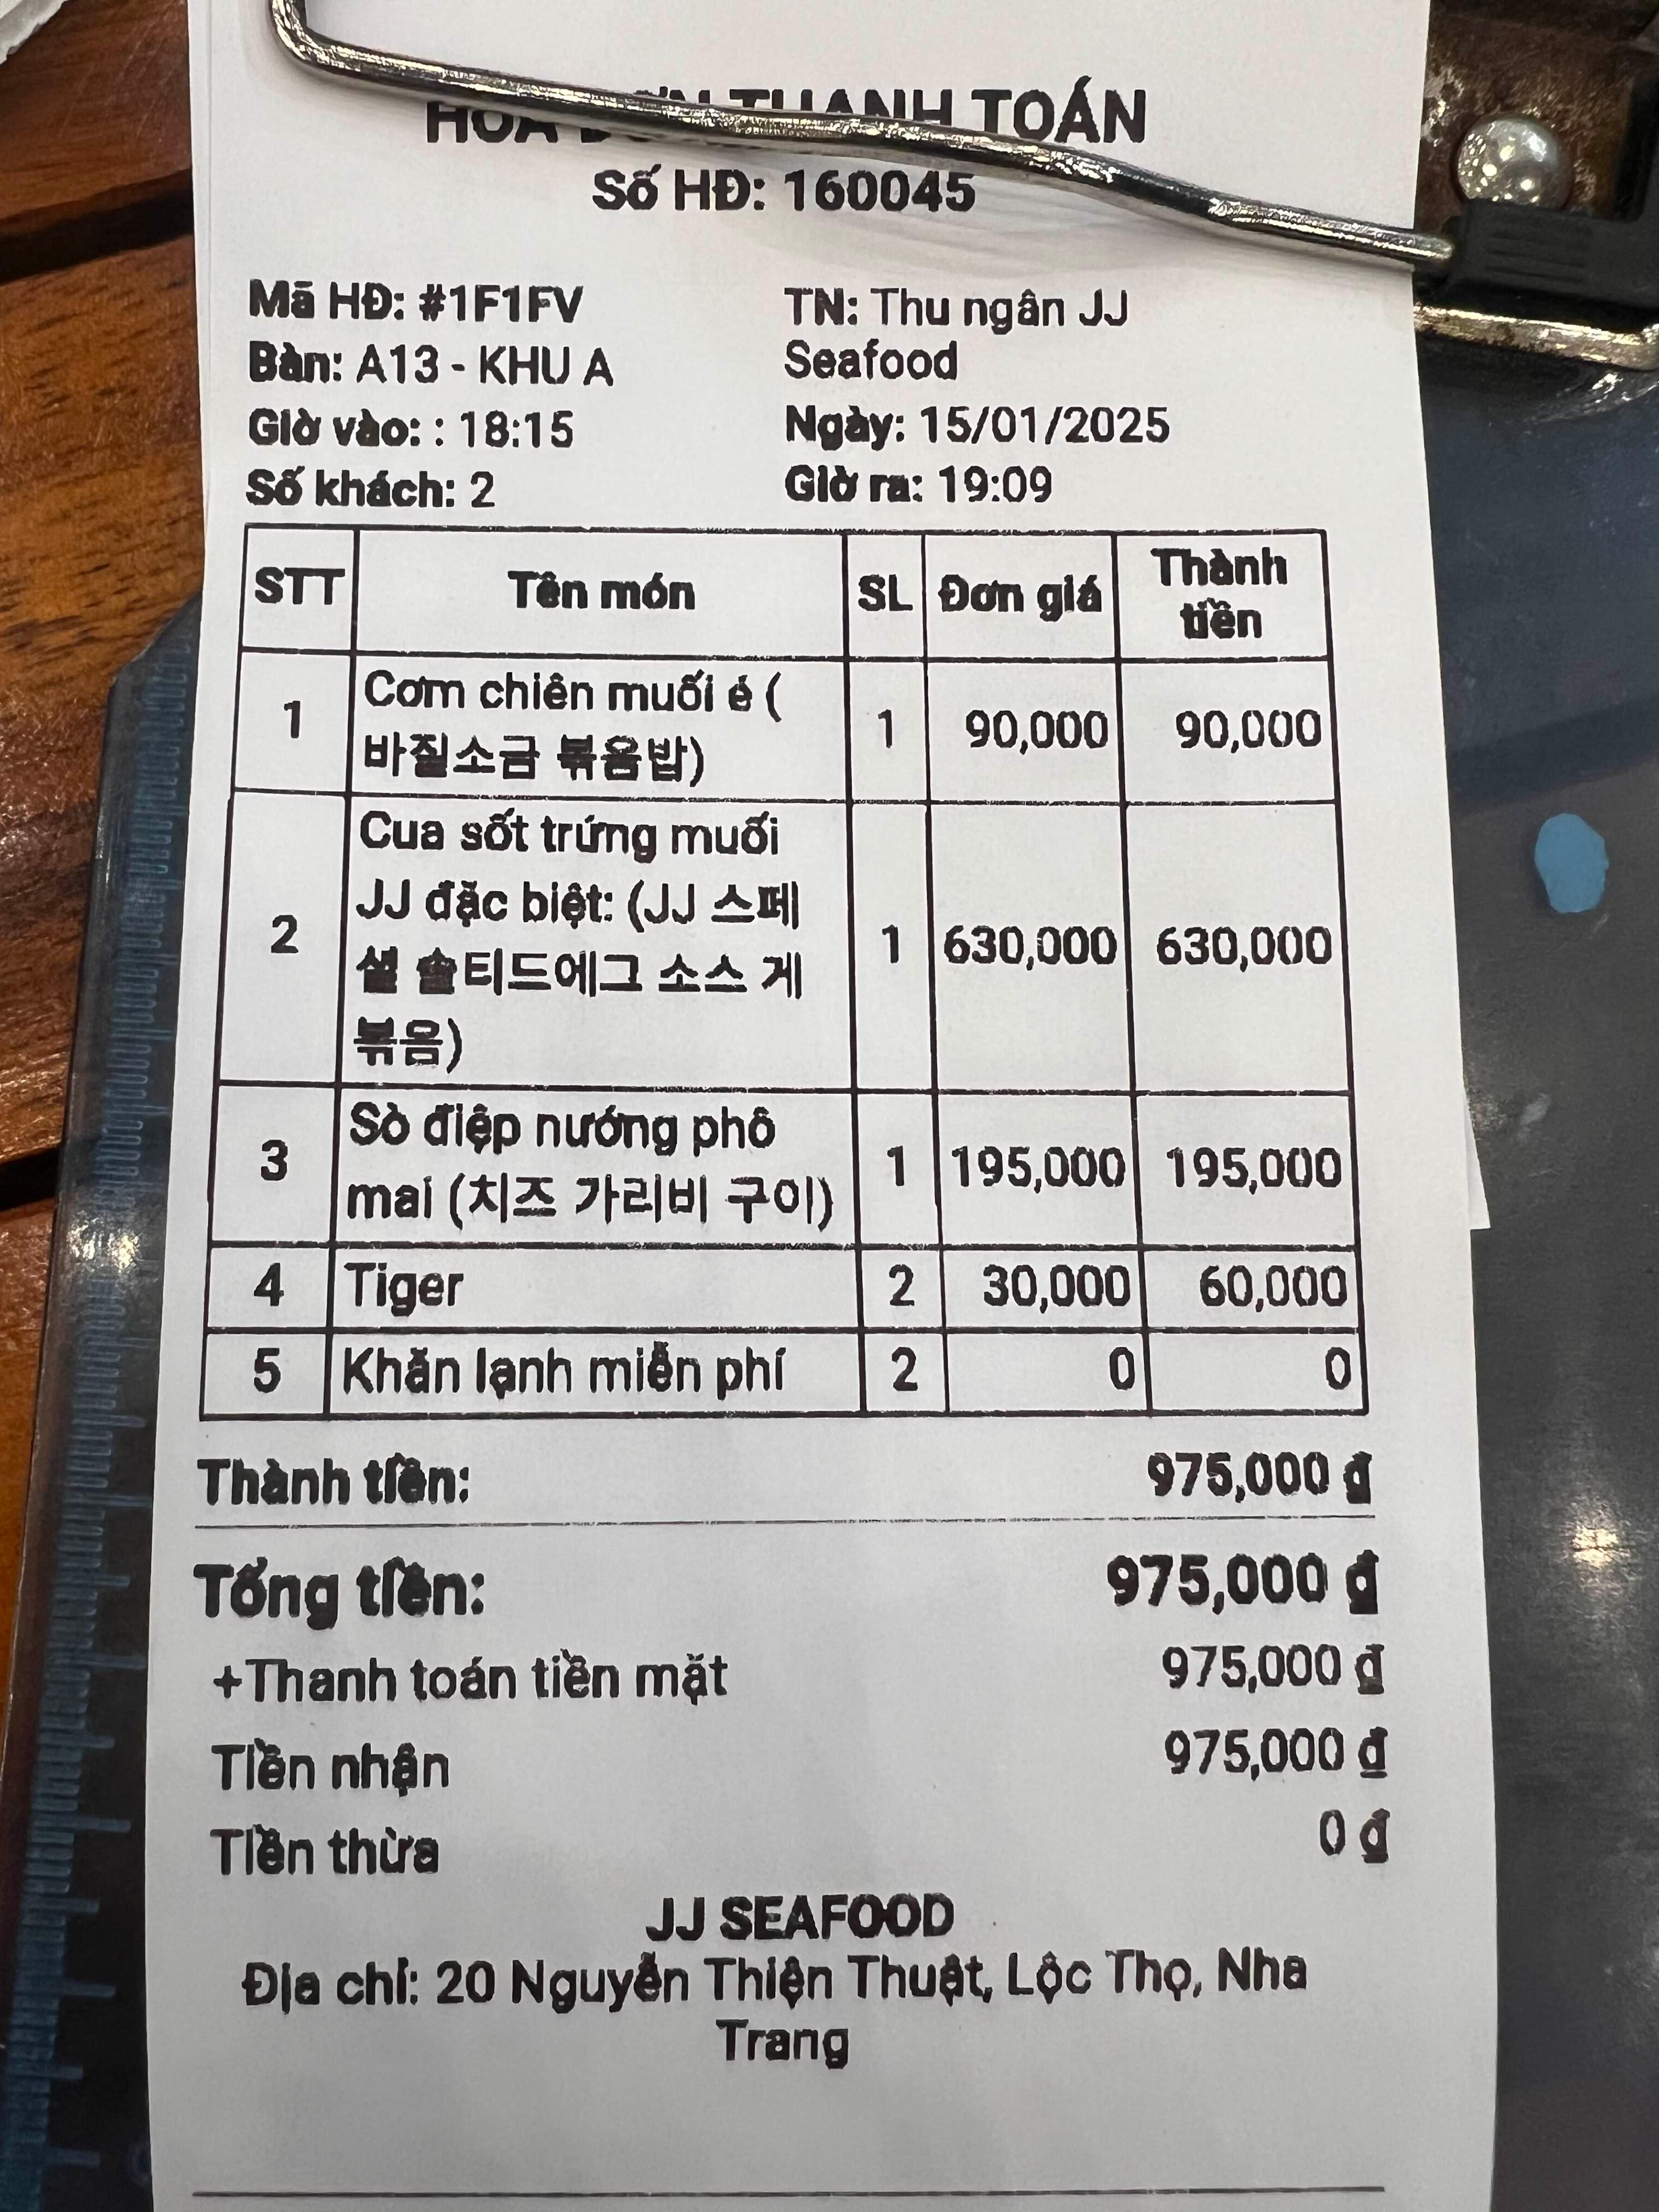 HÓA ĐƠN THANH TOÁN
Số HĐ: 160045
Mã HĐ: #1F1FV
TN: Thu ngân JJ
Seafood
Bàn: A13 - KHU A
Giờ vào: : 18:15
Ngày: 15/01/2025
Số khách: 2
Giờ ra: 19:09
STT Tên món SL Đơn giá Thành tiền
1 Cơm chiên muối é ( 1 90,000 90,000
바질소금 볶음밥)
2 Cua sốt trứng muối 1 630,000 630,000
JJ đặc biệt: (JJ 스페
셜 솔티드에그 소스 게
볶음)
3 Sò điệp nướng phô 1 195,000 195,000
mai (치즈 가리비 구이)
4 Tiger 2 30,000 60,000
5 Khăn lạnh miễn phí 2 0 0
Thành tiền: 975,000 đ
Tổng tiền: 975,000 đ
+Thanh toán tiền mặt 975,000 đ
Tiền nhận 975,000 đ
Tiền thừa 0 đ
JJ SEAFOOD
Địa chỉ: 20 Nguyễn Thiện Thuật, Lộc Thọ, Nha
Trang